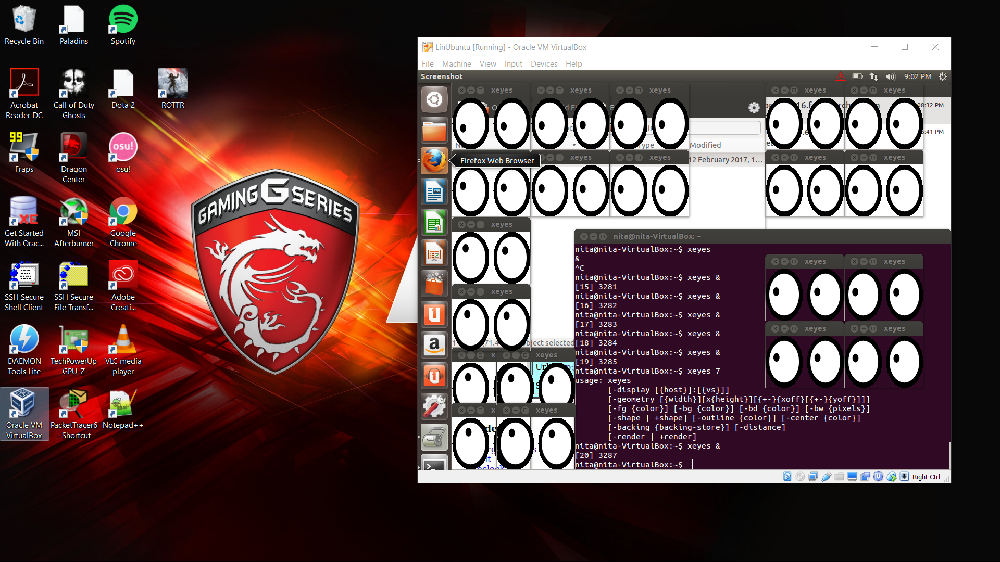 Recycle Bin
Paladins
Spotify
Acrobat
Reader DC
Call of Duty
Ghosts
Dota 2
ROTTR
99
Fraps
Dragon
Center
osu!
osu!
XE
Get Started
With Orac...
MSI
Afterburner
Google
Chrome
SSH Secure
Shell Client
SSH Secure
File Transf...
Adobe
Creati...
DAEMON
Tools Lite
TechPowerUp
GPU-Z
VLC media
player
Oracle VM
VirtualBox
PacketTracer6
- Shortcut
Notepad++
GAMING G SERIES
LinUbuntu [Running] - Oracle VM VirtualBox
File Machine View Input Devices Help
Screenshot
9:02 PM
xeyes xeyes xeyes xeyes xeyes
08:32 PM
:41 PM
Type Modified
xeyes xeyes xeyes xeyes
Firefox Web Browser
12 February 2017, 1...
xeyes
xeyes
object selected
xeyes
xeyes
nita@nita-VirtualBox: ~
nita@nita-VirtualBox:~$ xeyes
&
^C
nita@nita-VirtualBox:~$ xeyes &
[15] 3281
nita@nita-VirtualBox:~$ xeyes &
[16] 3282
nita@nita-VirtualBox:~$ xeyes &
[17] 3283
nita@nita-VirtualBox:~$ xeyes &
[18] 3284
nita@nita-VirtualBox:~$ xeyes &
[19] 3285
nita@nita-VirtualBox:~$ xeyes 7
usage: xeyes
[-display [{host}]:[{vs}]]
[-geometry [{width}][x{height}][{+-}{xoff}[{+-}{yoff}]]]
[-fg {color}] [-bg {color}] [-bd {color}] [-bw {pixels}]
[-shape | +shape] [-outline {color}] [-center {color}]
[-backing {backing-store}] [-distance]
[-render | +render]
nita@nita-VirtualBox:~$ xeyes &
[20] 3287
nita@nita-VirtualBox:~$
xeyes xeyes
xeyes xeyes
Right Ctrl